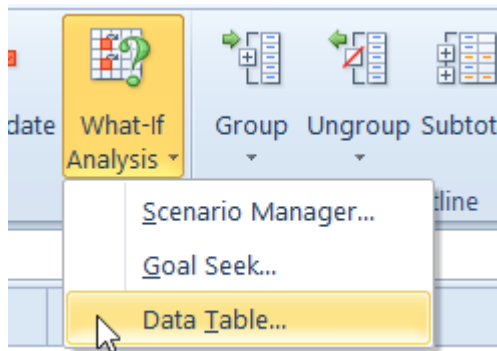 date What-If Group Ungroup Subtot
Analysis
tline
Scenario Manager...
Goal Seek...
Data Table...